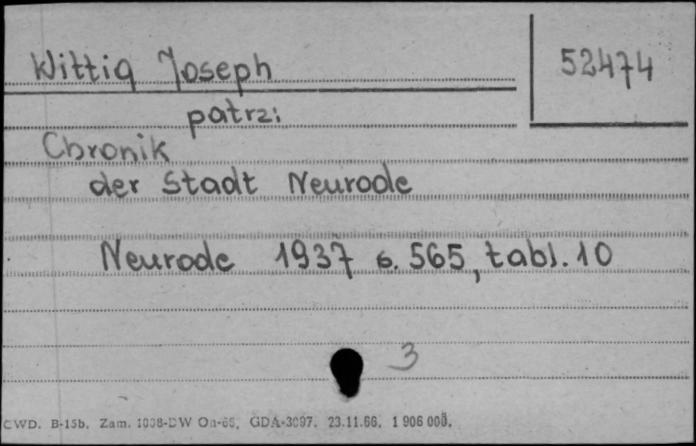 Wittig Joseph
52474
patrz:
Chronik
der Stadt Neurode
Neurode 1937 s. 565, tabl. 10
3
CWD. B-15b. Zam. 1038-DW On-66. GDA-3097. 23.11.66. 1 906 000.